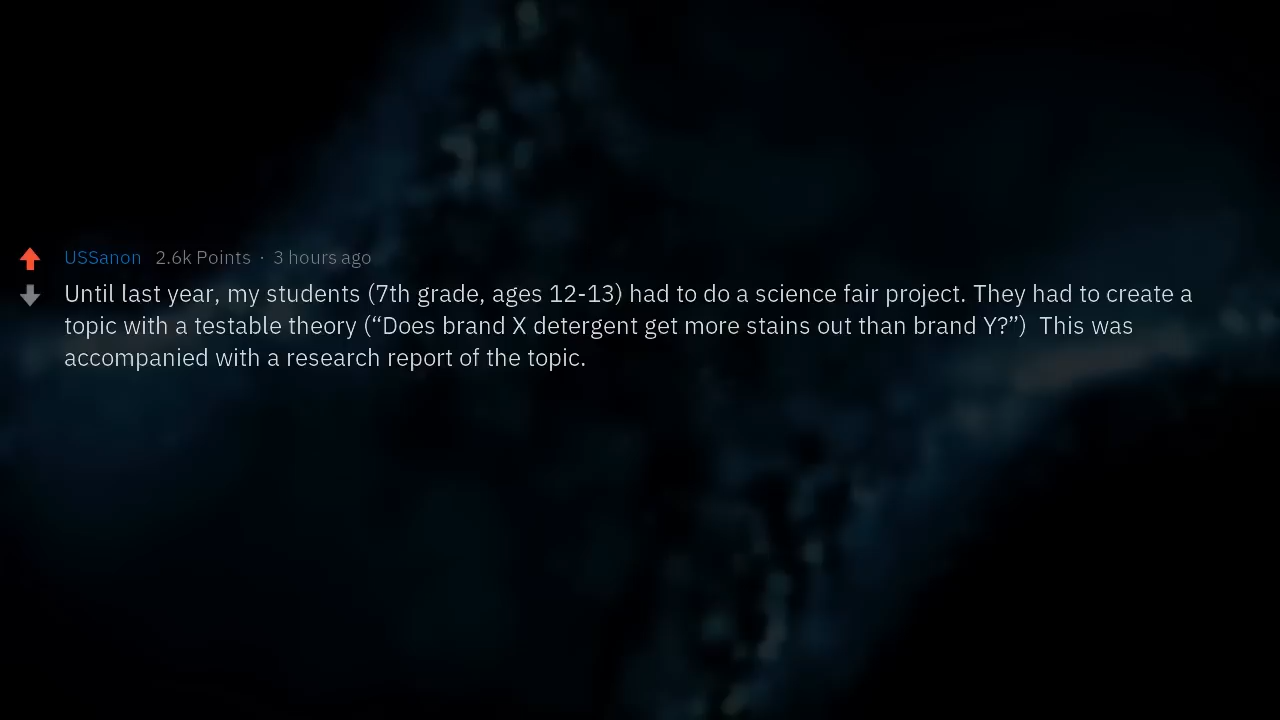 USSanon 2.6k Points · 3 hours ago
Until last year, my students (7th grade, ages 12-13) had to do a science fair project. They had to create a
topic with a testable theory (“Does brand X detergent get more stains out than brand Y?”)  This was
accompanied with a research report of the topic.